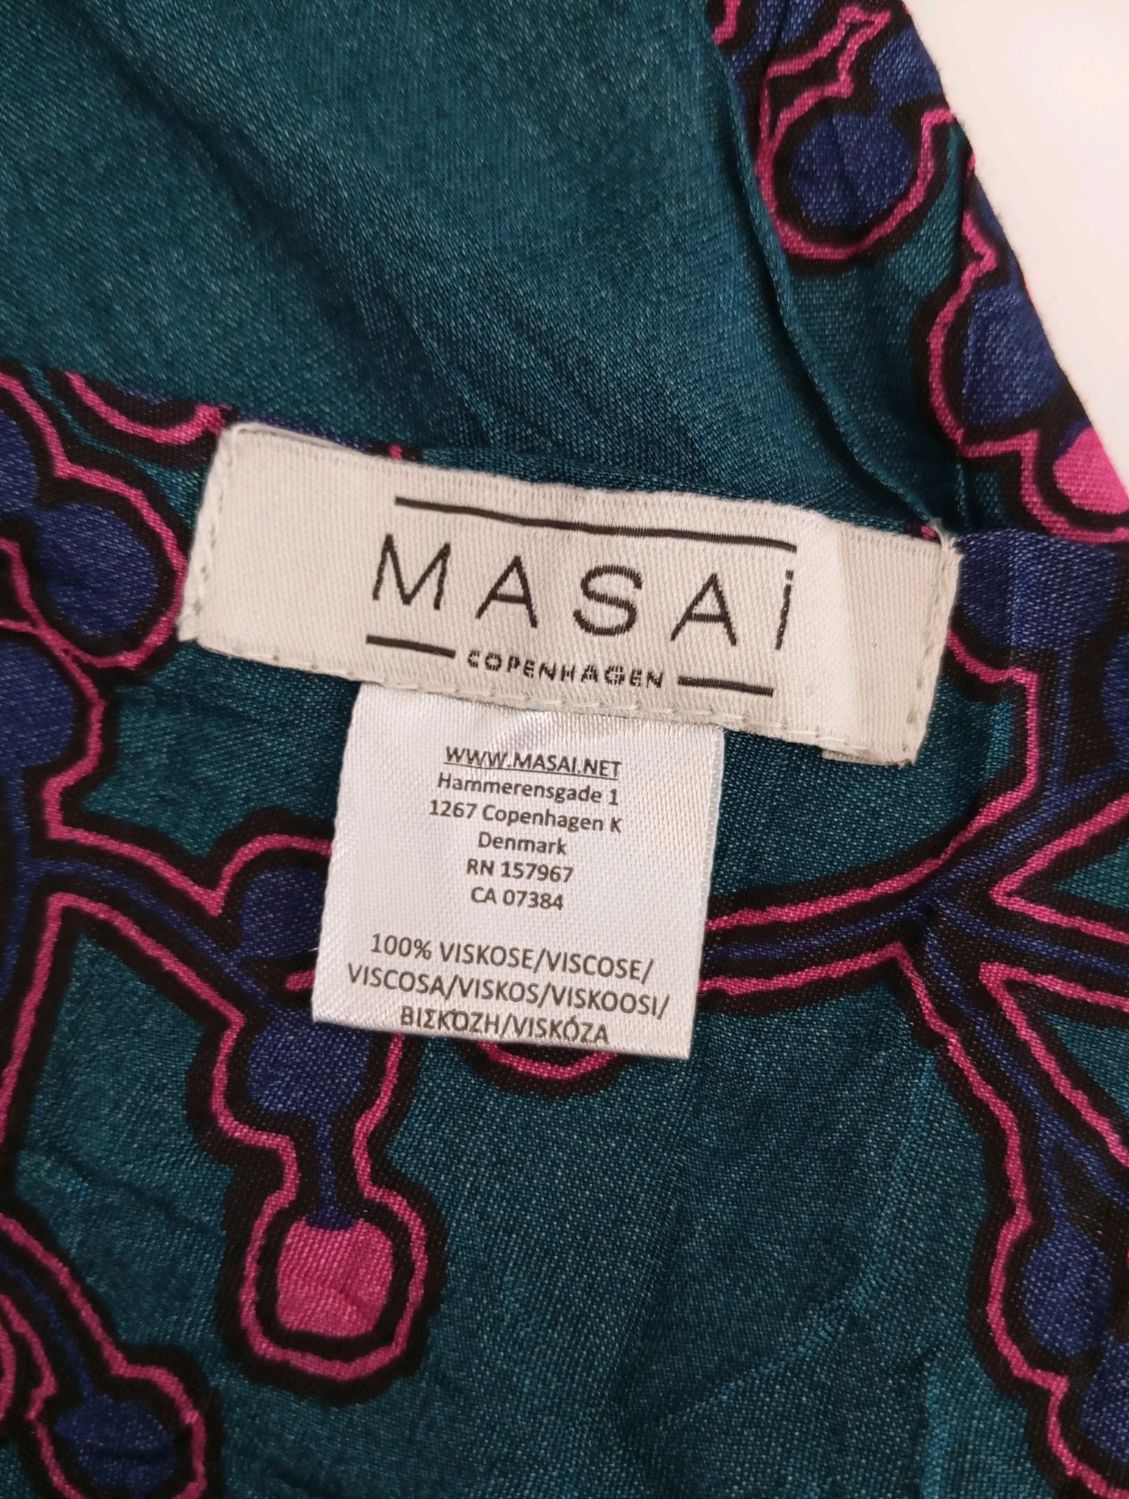 MASAi
COPENHAGEN
WWW.MASAI.NET
Hammerensgade 1
1267 Copenhagen K
Denmark
RN 157967
CA 07384
100% VISKOSE/VISCOSE/
VISCOSA/VISKOS/VISKOOSI/
ΒΙΣΚΌΖΗ/VISKÓZA